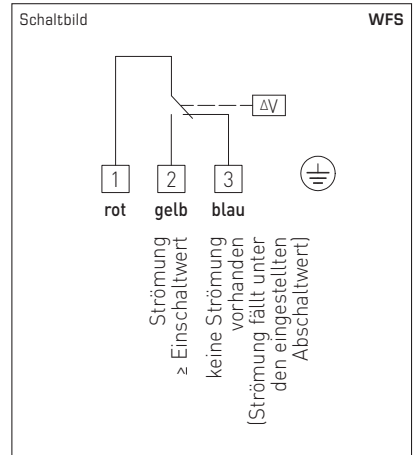 Schaltbild WFS
ΔV
1 2 3
rot gelb blau
Strömung
≥ Einschaltwert
keine Strömung
vorhanden
(Strömung fällt unter
den eingestellten
Abschaltwert)